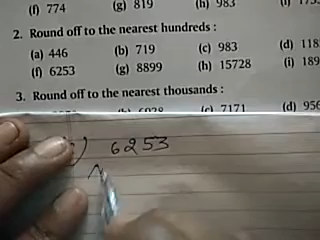 (f) 774 (g) 819 (h) 983
2. Round off to the nearest hundreds :
(a) 446 (b) 719 (c) 983 (d) 118
(f) 6253 (g) 8899 (h) 15728 (i) 189
3. Round off to the nearest thousands :
(c) 7171 (d) 956
) 6253